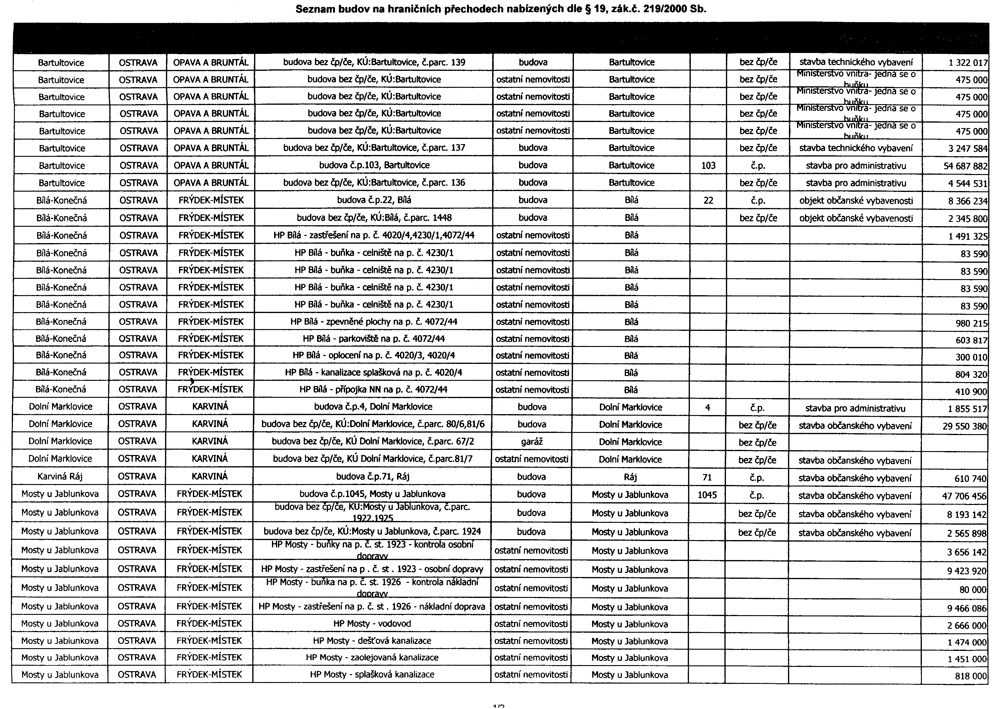 Seznam budov na hraničních přechodech nabízených dle § 19, zák.č. 219/2000 Sb.
Bartultovice OSTRAVA OPAVA A BRUNTÁL budova bez čp/če, KÚ:Bartultovice, č.parc. 139 budova Bartultovice bez čp/če stavba technického vybavení 1 322 017
Bartultovice OSTRAVA OPAVA A BRUNTÁL budova bez čp/če, KÚ:Bartultovice ostatní nemovitosti Bartultovice bez čp/če Ministerstvo vnitra- jedná se o buňku 475 000
Bartultovice OSTRAVA OPAVA A BRUNTÁL budova bez čp/če, KÚ:Bartultovice ostatní nemovitosti Bartultovice bez čp/če Ministerstvo vnitra- jedná se o buňku 475 000
Bartultovice OSTRAVA OPAVA A BRUNTÁL budova bez čp/če, KÚ:Bartultovice ostatní nemovitosti Bartultovice bez čp/če Ministerstvo vnitra- jedná se o buňku 475 000
Bartultovice OSTRAVA OPAVA A BRUNTÁL budova bez čp/če, KÚ:Bartultovice ostatní nemovitosti Bartultovice bez čp/če Ministerstvo vnitra- jedná se o buňku 475 000
Bartultovice OSTRAVA OPAVA A BRUNTÁL budova bez čp/če, KÚ:Bartultovice, č.parc. 137 budova Bartultovice bez čp/če stavba technického vybavení 3 247 584
Bartultovice OSTRAVA OPAVA A BRUNTÁL budova č.p.103, Bartultovice budova Bartultovice 103 č.p. stavba pro administrativu 54 687 882
Bartultovice OSTRAVA OPAVA A BRUNTÁL budova bez čp/če, KÚ:Bartultovice, č.parc. 136 budova Bartultovice bez čp/če stavba pro administrativu 4 544 531
Bílá-Konečná OSTRAVA FRÝDEK-MÍSTEK budova č.p.22, Bílá budova Bílá 22 č.p. objekt občanské vybavenosti 8 366 234
Bílá-Konečná OSTRAVA FRÝDEK-MÍSTEK budova bez čp/če, KÚ:Bílá, č.parc. 1448 budova Bílá bez čp/če objekt občanské vybavenosti 2 345 800
Bílá-Konečná OSTRAVA FRÝDEK-MÍSTEK HP Bílá - zastřešení na p. č. 4020/4,4230/1,4072/44 ostatní nemovitosti Bílá 1 491 325
Bílá-Konečná OSTRAVA FRÝDEK-MÍSTEK HP Bílá - buňka - celniště na p. č. 4230/1 ostatní nemovitosti Bílá 83 590
Bílá-Konečná OSTRAVA FRÝDEK-MÍSTEK HP Bílá - buňka - celniště na p. č. 4230/1 ostatní nemovitosti Bílá 83 590
Bílá-Konečná OSTRAVA FRÝDEK-MÍSTEK HP Bílá - buňka - celniště na p. č. 4230/1 ostatní nemovitosti Bílá 83 590
Bílá-Konečná OSTRAVA FRÝDEK-MÍSTEK HP Bílá - buňka - celniště na p. č. 4230/1 ostatní nemovitosti Bílá 83 590
Bílá-Konečná OSTRAVA FRÝDEK-MÍSTEK HP Bílá - zpevněné plochy na p. č. 4072/44 ostatní nemovitosti Bílá 980 215
Bílá-Konečná OSTRAVA FRÝDEK-MÍSTEK HP Bílá - parkoviště na p. č. 4072/44 ostatní nemovitosti Bílá 603 817
Bílá-Konečná OSTRAVA FRÝDEK-MÍSTEK HP Bílá - oplocení na p. č. 4020/3, 4020/4 ostatní nemovitosti Bílá 300 010
Bílá-Konečná OSTRAVA FRÝDEK-MÍSTEK HP Bílá - kanalizace splašková na p. č. 4020/4 ostatní nemovitosti Bílá 804 320
Bílá-Konečná OSTRAVA FRÝDEK-MÍSTEK HP Bílá - přípojka NN na p. č. 4072/44 ostatní nemovitosti Bílá 410 900
Dolní Marklovice OSTRAVA KARVINÁ budova č.p.4, Dolní Marklovice budova Dolní Marklovice 4 č.p. stavba pro administrativu 1 855 517
Dolní Marklovice OSTRAVA KARVINÁ budova bez čp/če, KÚ:Dolní Marklovice, č.parc. 80/6,81/6 budova Dolní Marklovice bez čp/če stavba občanského vybavení 29 550 380
Dolní Marklovice OSTRAVA KARVINÁ budova bez čp/če, KÚ Dolní Marklovice, č.parc. 67/2 garáž Dolní Marklovice bez čp/če
Dolní Marklovice OSTRAVA KARVINÁ budova bez čp/če, KÚ Dolní Marklovice, č.parc.81/7 ostatní nemovitosti Dolní Marklovice bez čp/če stavba občanského vybavení
Karviná Ráj OSTRAVA KARVINÁ budova č.p.71, Ráj budova Ráj 71 č.p. stavba občanského vybavení 610 740
Mosty u Jablunkova OSTRAVA FRÝDEK-MÍSTEK budova č.p.1045, Mosty u Jablunkova budova Mosty u Jablunkova 1045 č.p. stavba občanského vybavení 47 706 456
Mosty u Jablunkova OSTRAVA FRÝDEK-MÍSTEK budova bez čp/če, KÚ:Mosty u Jablunkova, č.parc. 1922,1925 budova Mosty u Jablunkova bez čp/če stavba občanského vybavení 8 193 142
Mosty u Jablunkova OSTRAVA FRÝDEK-MÍSTEK budova bez čp/če, KÚ:Mosty u Jablunkova, č.parc. 1924 budova Mosty u Jablunkova bez čp/če stavba občanského vybavení 2 565 898
Mosty u Jablunkova OSTRAVA FRÝDEK-MÍSTEK HP Mosty - buňky na p. č. st. 1923 - kontrola osobní dopravy ostatní nemovitosti Mosty u Jablunkova 3 656 142
Mosty u Jablunkova OSTRAVA FRÝDEK-MÍSTEK HP Mosty - zastřešení na p . č. st . 1923 - osobní dopravy ostatní nemovitosti Mosty u Jablunkova 9 423 920
Mosty u Jablunkova OSTRAVA FRÝDEK-MÍSTEK HP Mosty - buňka na p. č. st. 1926 - kontrola nákladní dopravy ostatní nemovitosti Mosty u Jablunkova 80 000
Mosty u Jablunkova OSTRAVA FRÝDEK-MÍSTEK HP Mosty - zastřešení na p. č. st . 1926 - nákladní doprava ostatní nemovitosti Mosty u Jablunkova 9 466 086
Mosty u Jablunkova OSTRAVA FRÝDEK-MÍSTEK HP Mosty - vodovod ostatní nemovitosti Mosty u Jablunkova 2 666 000
Mosty u Jablunkova OSTRAVA FRÝDEK-MÍSTEK HP Mosty - dešťová kanalizace ostatní nemovitosti Mosty u Jablunkova 1 474 000
Mosty u Jablunkova OSTRAVA FRÝDEK-MÍSTEK HP Mosty - zaolejovaná kanalizace ostatní nemovitosti Mosty u Jablunkova 1 451 000
Mosty u Jablunkova OSTRAVA FRÝDEK-MÍSTEK HP Mosty - splašková kanalizace ostatní nemovitosti Mosty u Jablunkova 818 000